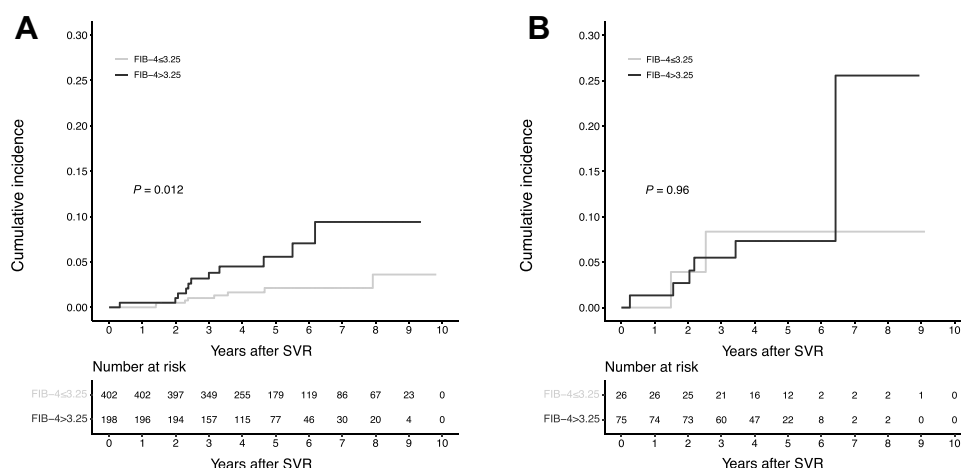 A
0.30
0.25
0.20
0.15
0.10
0.05
0.00
Cumulative incidence
FIB–4≤3.25
FIB–4>3.25
P = 0.012
0 1 2 3 4 5 6 7 8 9 10
Years after SVR
Number at risk
FIB–4≤3.25 402 402 397 349 255 179 119 86 67 23 0
FIB–4>3.25 198 196 194 157 115 77 46 30 20 4 0
0 1 2 3 4 5 6 7 8 9 10
Years after SVR
B
0.30
0.25
0.20
0.15
0.10
0.05
0.00
Cumulative incidence
FIB–4≤3.25
FIB–4>3.25
P = 0.96
0 1 2 3 4 5 6 7 8 9 10
Years after SVR
Number at risk
FIB–4≤3.25 26 26 25 21 16 12 2 2 2 1 0
FIB–4>3.25 75 74 73 60 47 22 8 2 2 0 0
0 1 2 3 4 5 6 7 8 9 10
Years after SVR